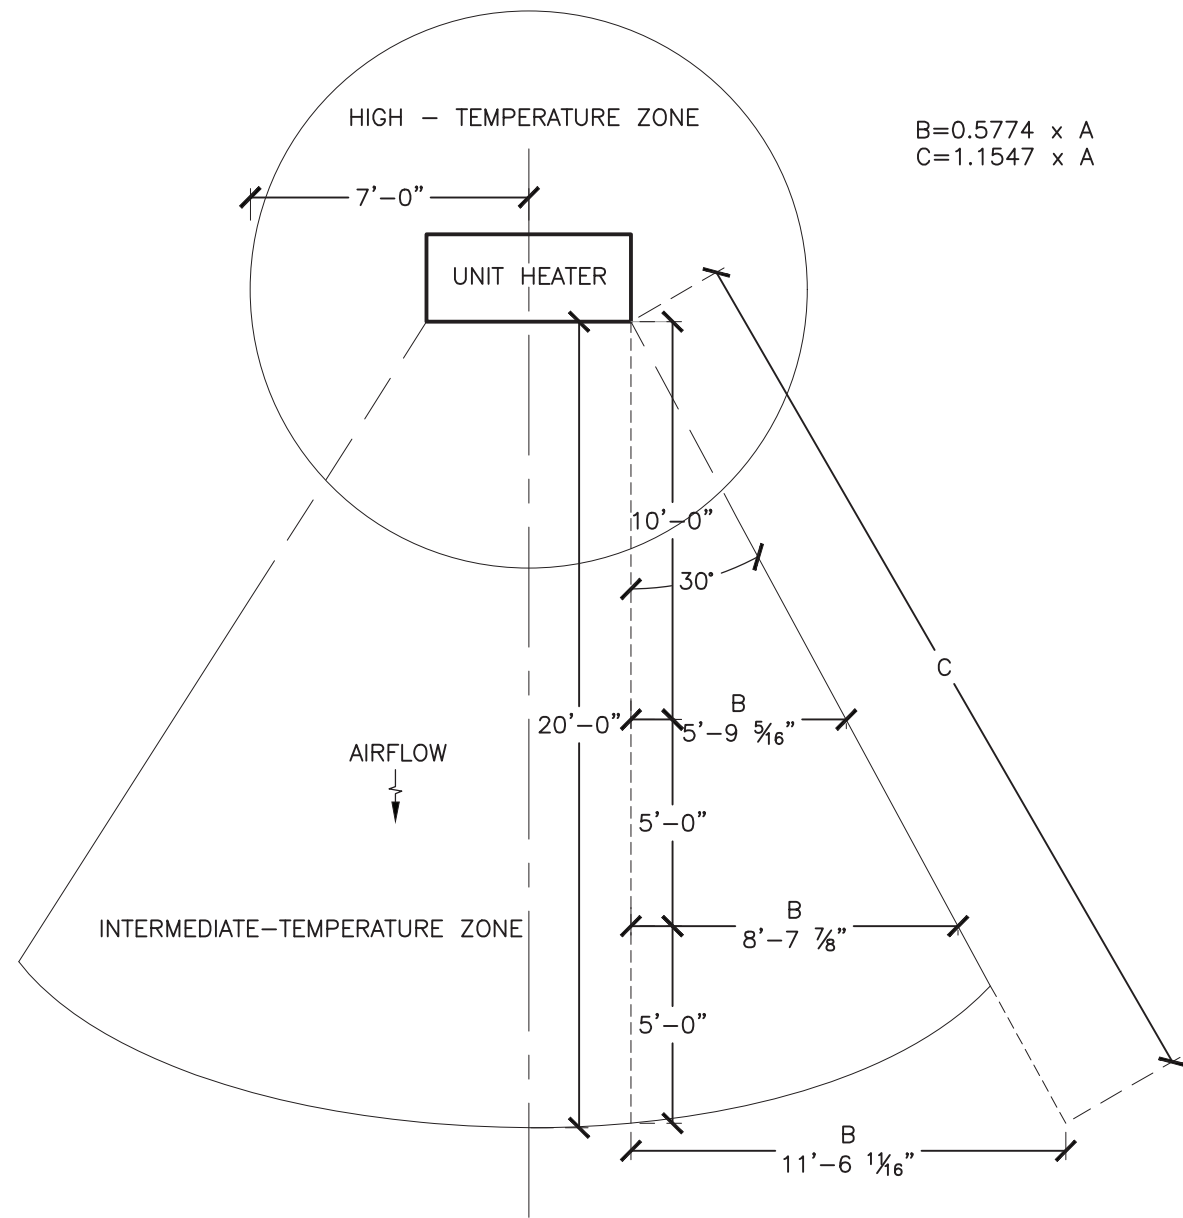 HIGH - TEMPERATURE ZONE
B=0.5774 x A
C=1.1547 x A
7'-0"
UNIT HEATER
10'-0"
30°
C
B
20'-0"
5'-9 5/16"
AIRFLOW
5'-0"
B
INTERMEDIATE-TEMPERATURE ZONE
8'-7 7/8"
5'-0"
B
11'-6 11/16"